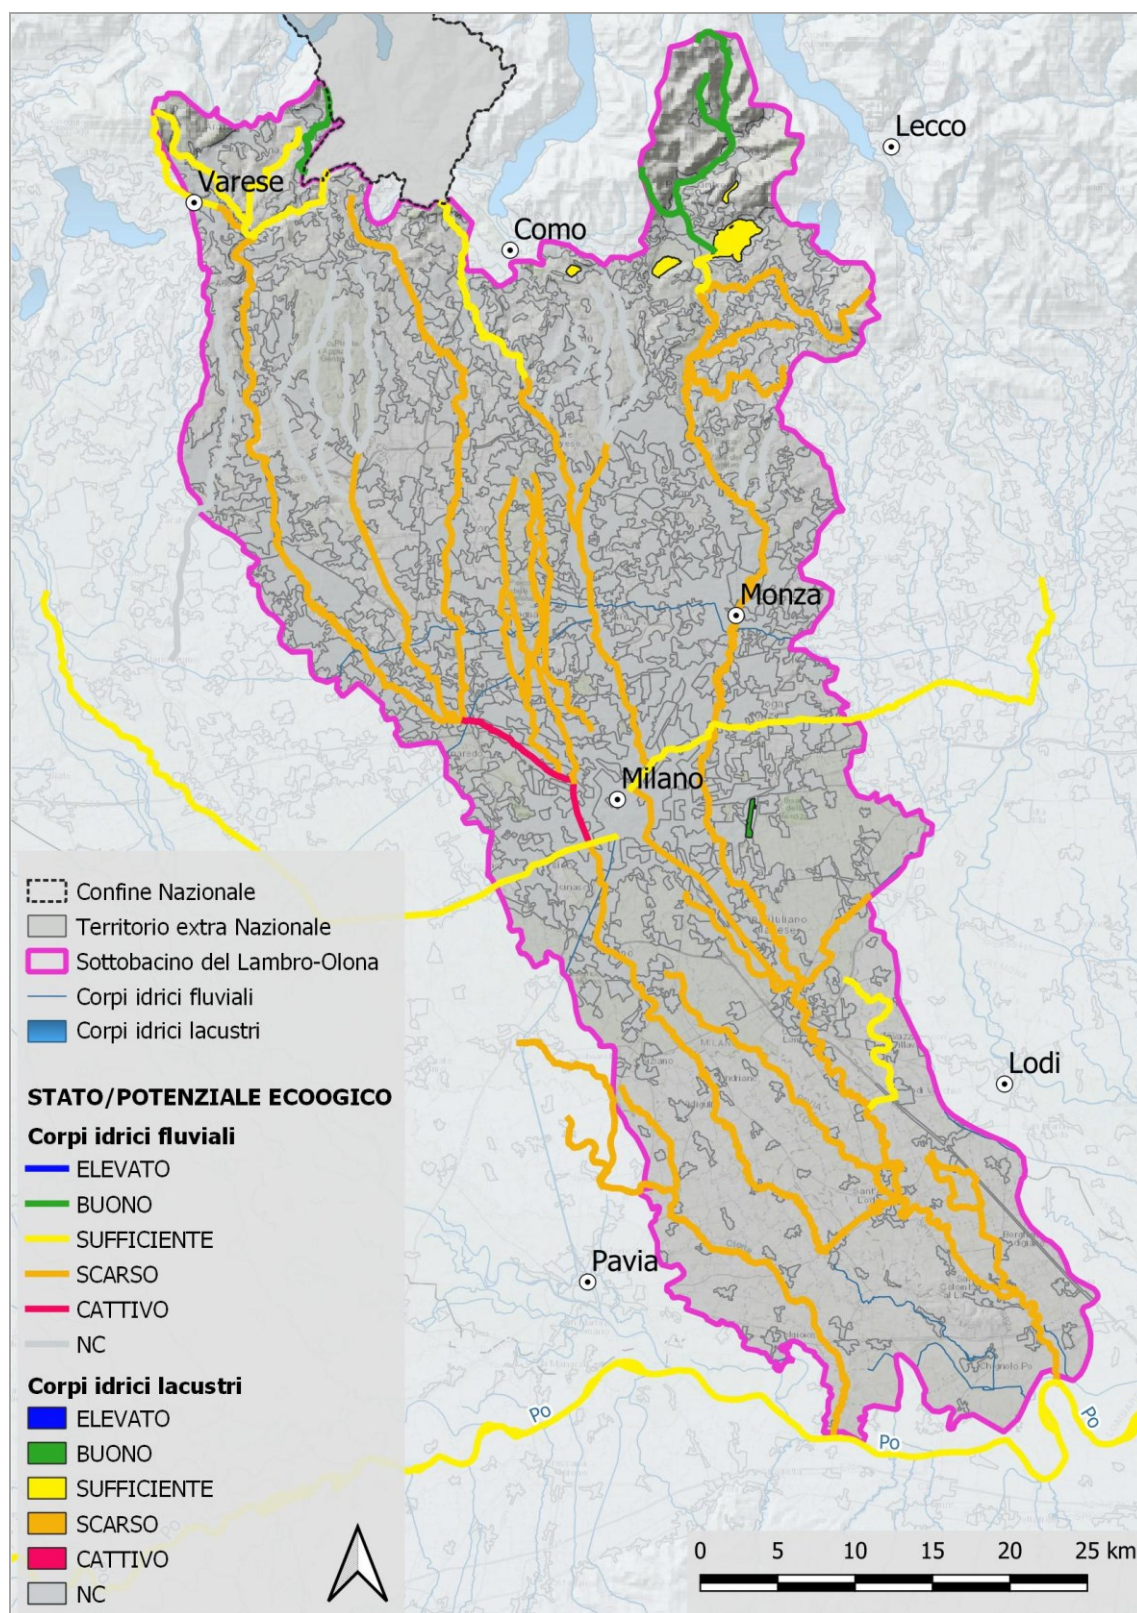 Lecco
Varese
Como
Monza
Milano
Lodi
Pavia
Po
Po
Po
Po
Confine Nazionale
Territorio extra Nazionale
Sottobacino del Lambro-Olona
Corpi idrici fluviali
Corpi idrici lacustri
STATO/POTENZIALE ECOOGICO
Corpi idrici fluviali
ELEVATO
BUONO
SUFFICIENTE
SCARSO
CATTIVO
NC
Corpi idrici lacustri
ELEVATO
BUONO
SUFFICIENTE
SCARSO
CATTIVO
NC
0 5 10 15 20 25 km